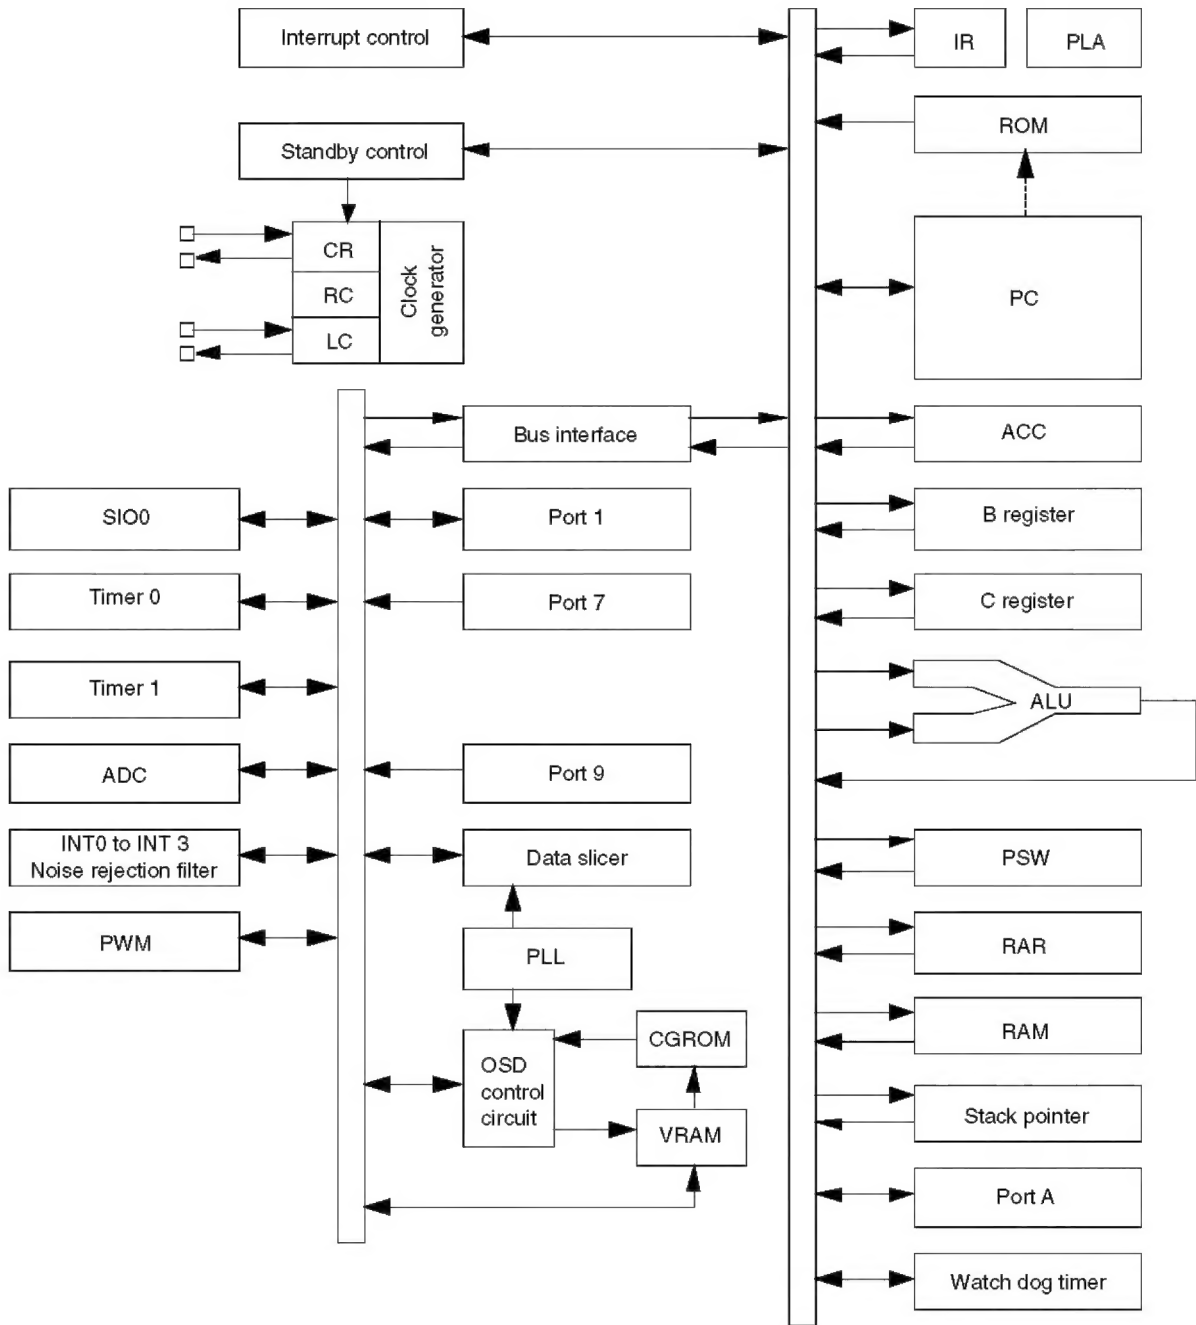 Interrupt control
IR
PLA
ROM
Standby control
CR
RC
LC
Clock
generator
PC
Bus interface
ACC
SIO0
Port 1
B register
Timer 0
Port 7
C register
Timer 1
ALU
ADC
Port 9
INT0 to INT 3
Noise rejection filter
Data slicer
PSW
PWM
PLL
RAR
OSD
control
circuit
CGROM
RAM
VRAM
Stack pointer
Port A
Watch dog timer